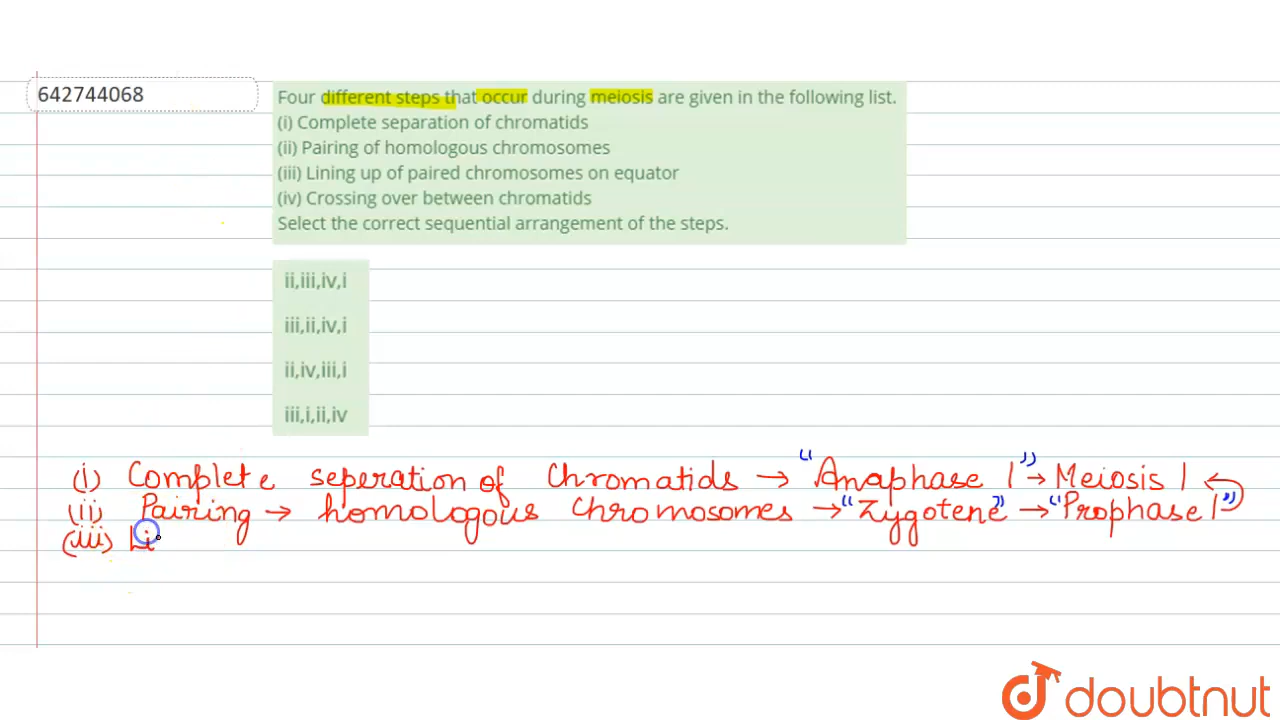 642744068
Four different steps that occur during meiosis are given in the following list.
(i) Complete separation of chromatids
(ii) Pairing of homologous chromosomes
(iii) Lining up of paired chromosomes on equator
(iv) Crossing over between chromatids
Select the correct sequential arrangement of the steps.
ii,iii,iv,i
iii,ii,iv,i
ii,iv,iii,i
iii,i,ii,iv
(i) Complete seperation of Chromatids → "Anaphase I" → Meiosis I
(ii) Pairing → homologous Chromosomes → "Zygotene" → "Prophase I"
(iii) Li
doubtnut